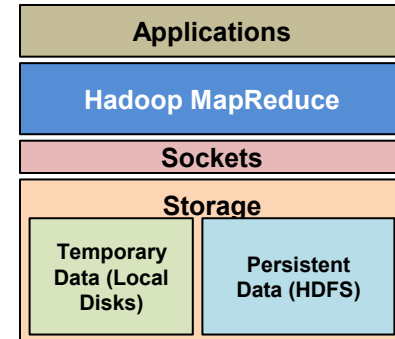 Applications
Hadoop MapReduce
Sockets
Storage
Temporary
Data (Local
Disks)
Persistent
Data (HDFS)